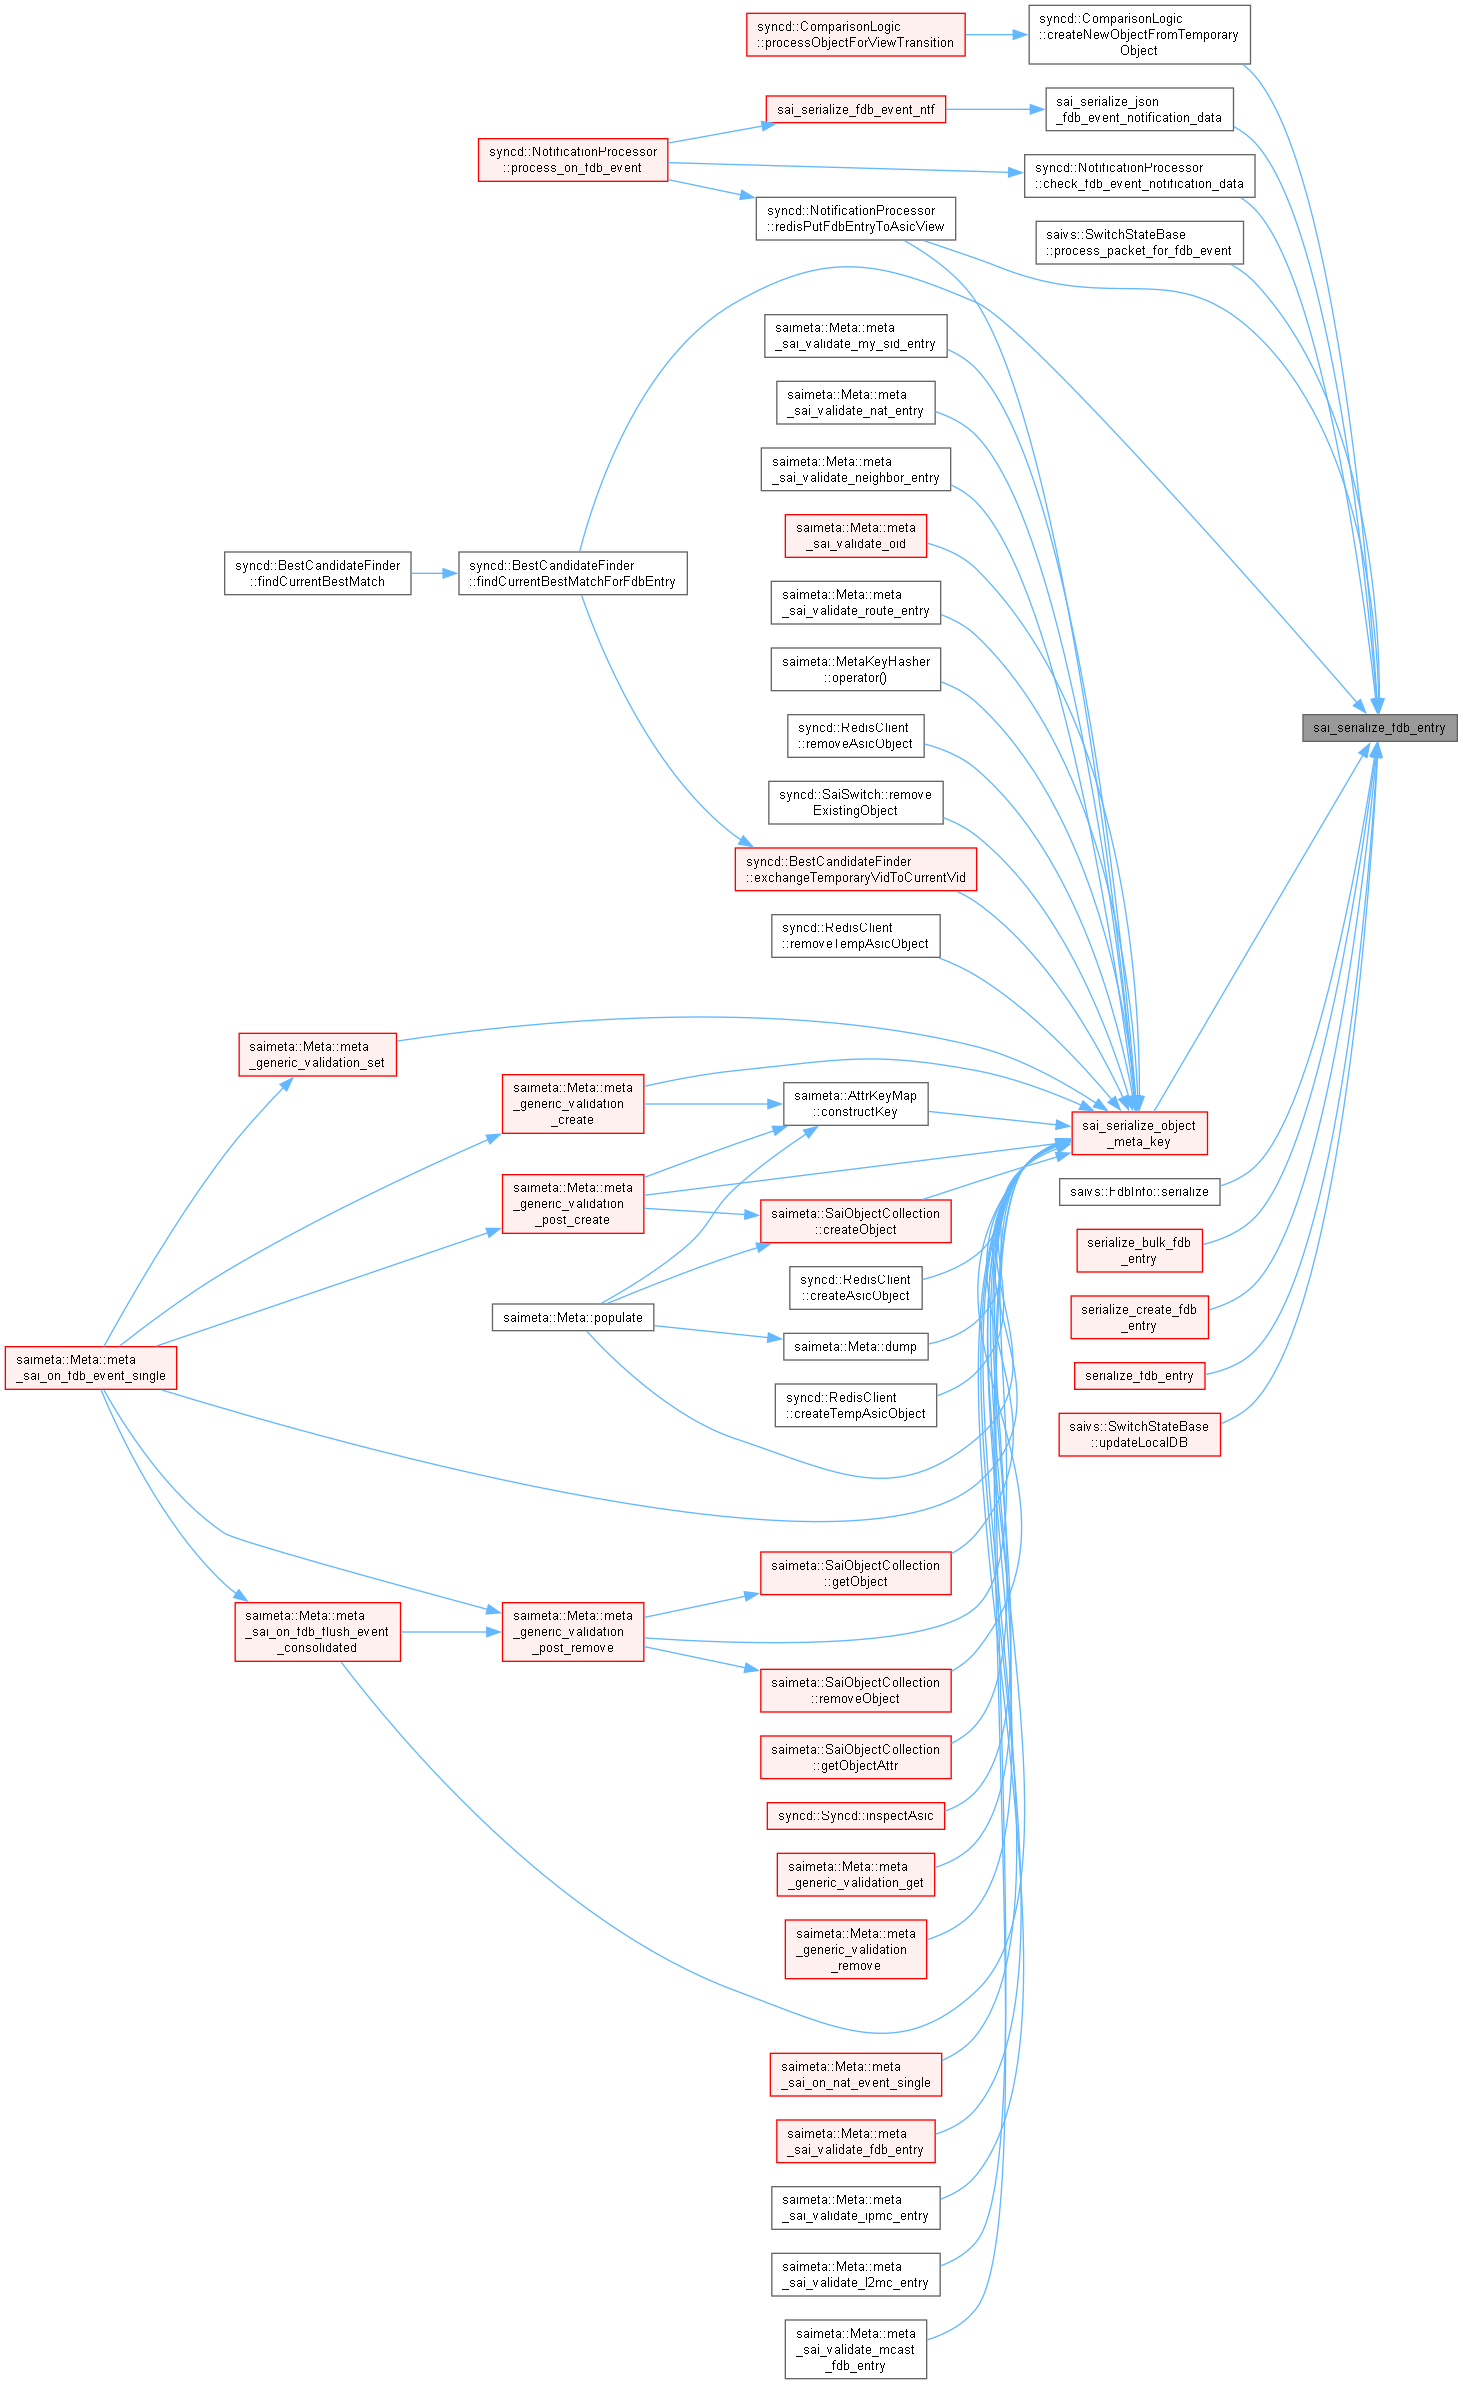 syncd::ComparisonLogic
::createNewObjectFromTemporary
Object
syncd::ComparisonLogic
::processObjectForViewTransition
sai_serialize_json
_fdb_event_notification_data
sai_serialize_fdb_event_ntf
syncd::NotificationProcessor
::process_on_fdb_event
syncd::NotificationProcessor
::check_fdb_event_notification_data
syncd::NotificationProcessor
::redisPutFdbEntryToAsicView
saivs::SwitchStateBase
::process_packet_for_fdb_event
saimeta::Meta::meta
_sai_validate_my_sid_entry
saimeta::Meta::meta
_sai_validate_nat_entry
saimeta::Meta::meta
_sai_validate_neighbor_entry
saimeta::Meta::meta
_sai_validate_oid
syncd::BestCandidateFinder
::findCurrentBestMatch
syncd::BestCandidateFinder
::findCurrentBestMatchForFdbEntry
saimeta::Meta::meta
_sai_validate_route_entry
saimeta::MetaKeyHasher
::operator()
syncd::RedisClient
::removeAsicObject
sai_serialize_fdb_entry
syncd::SaiSwitch::remove
ExistingObject
syncd::BestCandidateFinder
::exchangeTemporaryVidToCurrentVid
syncd::RedisClient
::removeTempAsicObject
saimeta::Meta::meta
_generic_validation_set
saimeta::Meta::meta
_generic_validation
_create
saimeta::AttrKeyMap
::constructKey
sai_serialize_object
_meta_key
saimeta::Meta::meta
_generic_validation
_post_create
saimeta::SaiObjectCollection
::createObject
saivs::FdbInfo::serialize
serialize_bulk_fdb
_entry
syncd::RedisClient
::createAsicObject
saimeta::Meta::populate
serialize_create_fdb
_entry
saimeta::Meta::dump
saimeta::Meta::meta
_sai_on_fdb_event_single
serialize_fdb_entry
syncd::RedisClient
::createTempAsicObject
saivs::SwitchStateBase
::updateLocalDB
saimeta::SaiObjectCollection
::getObject
saimeta::Meta::meta
_sai_on_fdb_flush_event
_consolidated
saimeta::Meta::meta
_generic_validation
_post_remove
saimeta::SaiObjectCollection
::removeObject
saimeta::SaiObjectCollection
::getObjectAttr
syncd::Syncd::inspectAsic
saimeta::Meta::meta
_generic_validation_get
saimeta::Meta::meta
_generic_validation
_remove
saimeta::Meta::meta
_sai_on_nat_event_single
saimeta::Meta::meta
_sai_validate_fdb_entry
saimeta::Meta::meta
_sai_validate_ipmc_entry
saimeta::Meta::meta
_sai_validate_l2mc_entry
saimeta::Meta::meta
_sai_validate_mcast
_fdb_entry